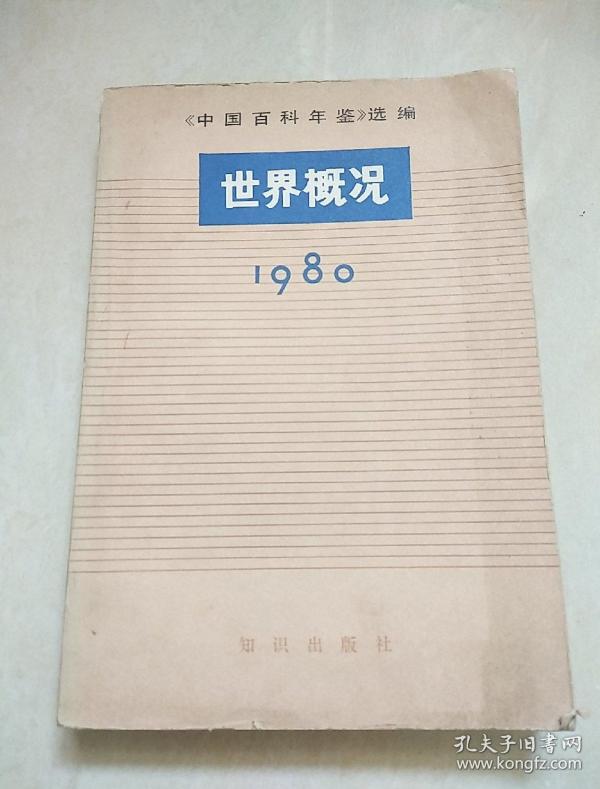 《中国百科年鉴》选编
世界概况
1980
知识出版社
孔夫子旧书网
www.kongfz.com